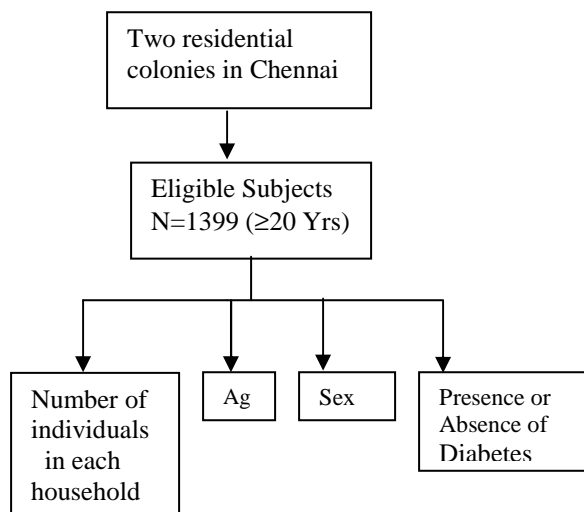 Two residential
colonies in Chennai
Eligible Subjects
N=1399 (≥20 Yrs)
Number of
individuals
in each
household
Ag
Sex
Presence or
Absence of
Diabetes